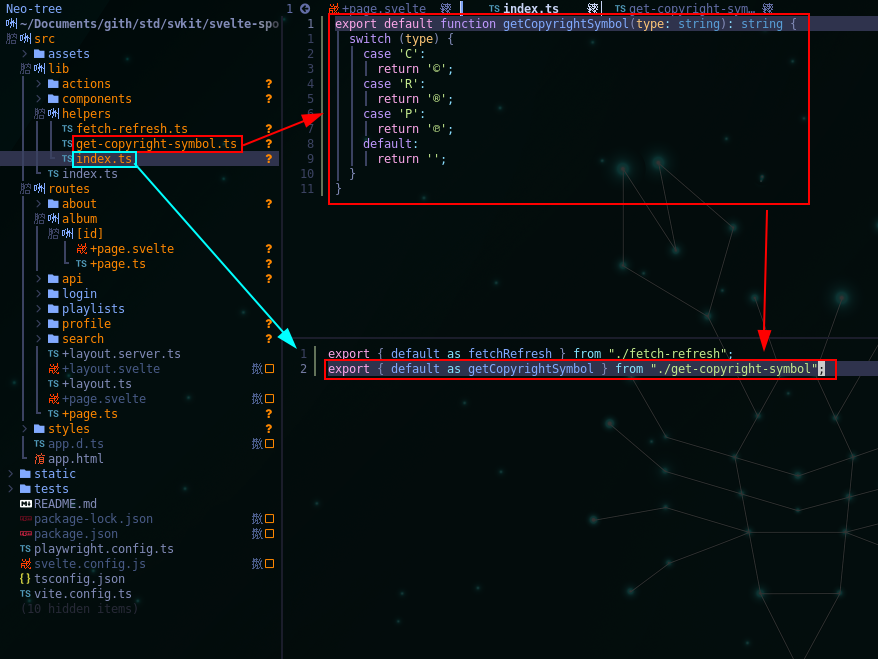 Neo-tree
~/Documents/gith/std/svkit/svelte-spo
src
assets
lib
actions ?
components ?
helpers
TS fetch-refresh.ts ?
TS get-copyright-symbol.ts ?
TS index.ts ?
TS index.ts
routes
about ?
album
[id]
+page.svelte ?
TS +page.ts ?
api ?
login
playlists
profile ?
search ?
TS +layout.server.ts
+layout.svelte
TS +layout.ts
+page.svelte
TS +page.ts ?
styles ?
TS app.d.ts
app.html
static
tests
README.md
package-lock.json
package.json
TS playwright.config.ts
svelte.config.js
{} tsconfig.json
TS vite.config.ts
(10 hidden items)
1 +page.svelte TS index.ts TS get-copyright-sym…
1 export default function getCopyrightSymbol(type: string): string {
1 switch (type) {
2 case 'C':
3 return '©';
4 case 'R':
5 return '®';
6 case 'P':
7 return '℗';
8 default:
9 return '';
10 }
11 }
1 export { default as fetchRefresh } from "./fetch-refresh";
2 export { default as getCopyrightSymbol } from "./get-copyright-symbol";